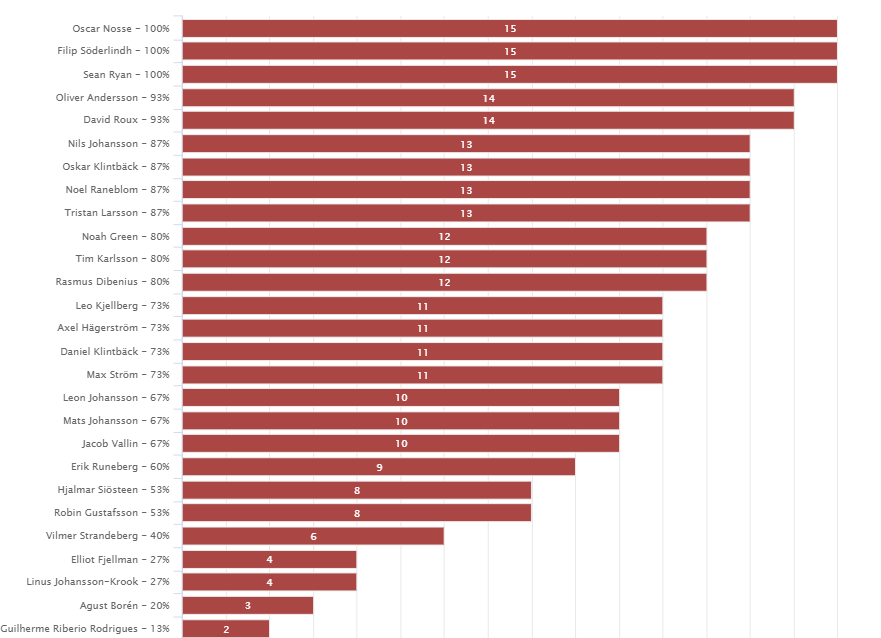 Oscar Nosse - 100% 15
Filip Söderlindh - 100% 15
Sean Ryan - 100% 15
Oliver Andersson - 93% 14
David Roux - 93% 14
Nils Johansson - 87% 13
Oskar Klintbäck - 87% 13
Noel Raneblom - 87% 13
Tristan Larsson - 87% 13
Noah Green - 80% 12
Tim Karlsson - 80% 12
Rasmus Dibenius - 80% 12
Leo Kjellberg - 73% 11
Axel Hägerström - 73% 11
Daniel Klintbäck - 73% 11
Max Ström - 73% 11
Leon Johansson - 67% 10
Mats Johansson - 67% 10
Jacob Vallin - 67% 10
Erik Runeberg - 60% 9
Hjalmar Siösteen - 53% 8
Robin Gustafsson - 53% 8
Vilmer Strandeberg - 40% 6
Elliot Fjellman - 27% 4
Linus Johansson-Krook - 27% 4
Agust Borén - 20% 3
Guilherme Riberio Rodrigues - 13% 2